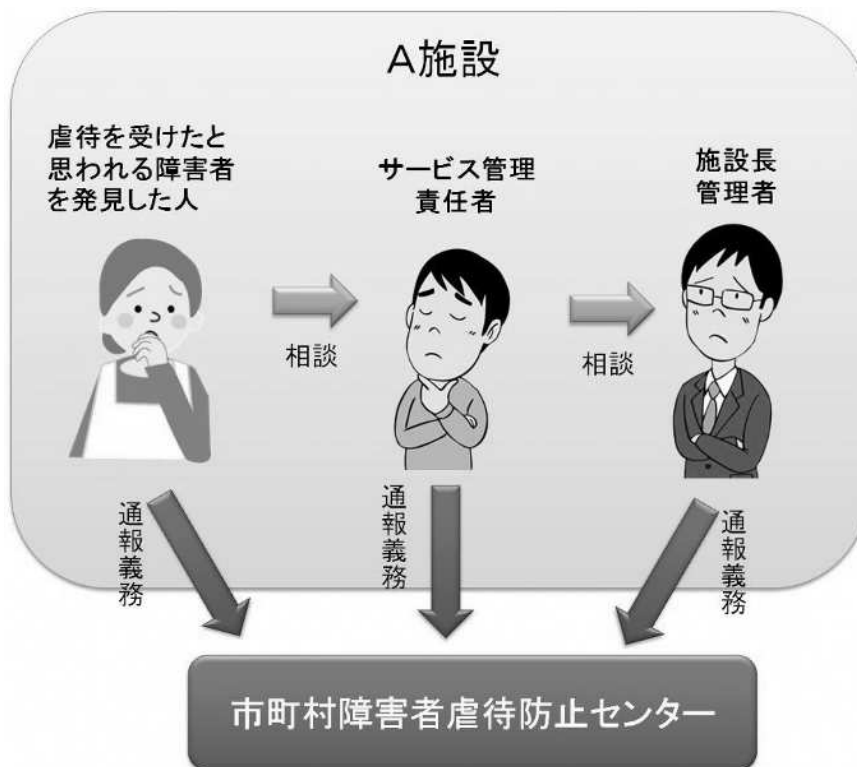 A施設
虐待を受けたと
思われる障害者
を発見した人
サービス管理
責任者
施設長
管理者
相談
相談
通報義務
通報義務
通報義務
市町村障害者虐待防止センター